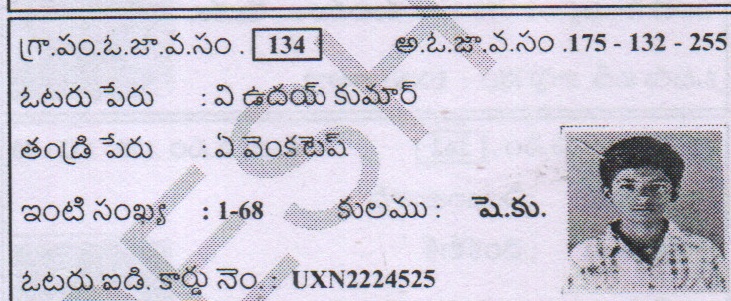 గ్రా.పం.ఓ.జా.వ.సం. 134 అ.ఓ.జా.వ.సం .175 - 132 - 255
ఓటరు పేరు : వి ఉదయ్ కుమార్
తండ్రి పేరు : ఏ వెంకటెష్
ఇంటి సంఖ్య : 1-68 కులము : షె.కు.
ఓటరు ఐడి. కార్డు నెం. : UXN2224525